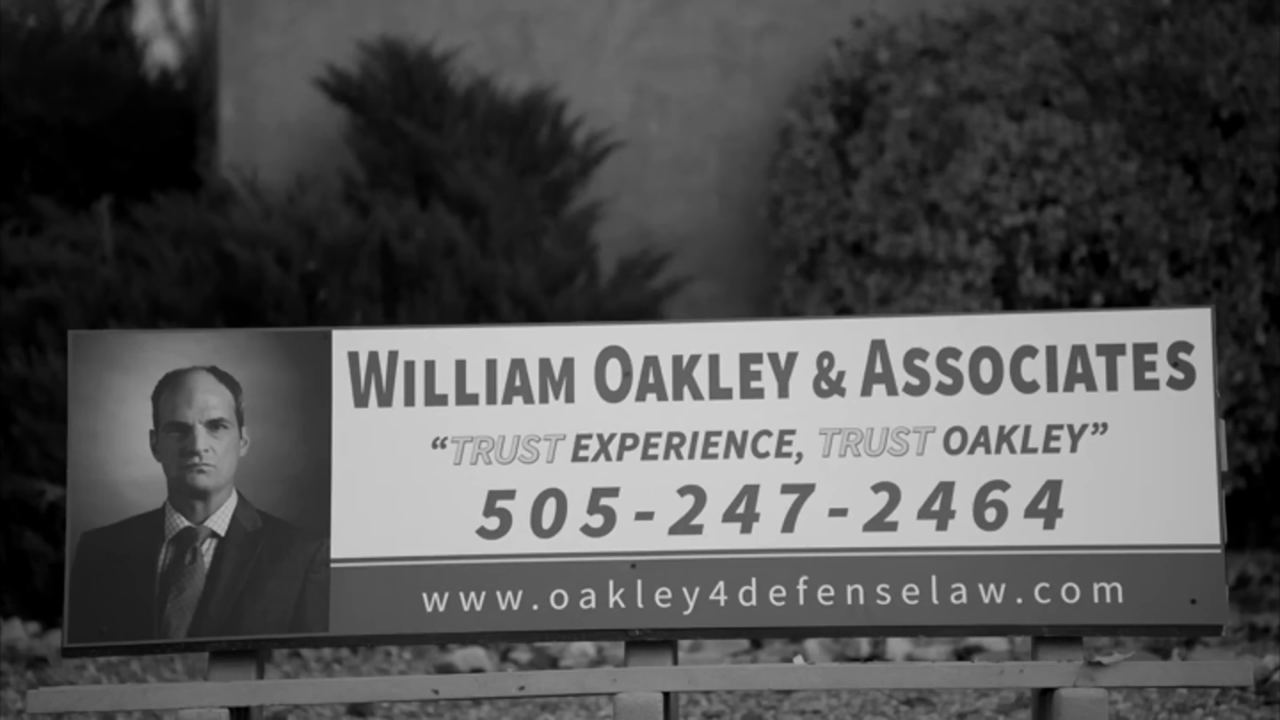 WILLIAM OAKLEY & ASSOCIATES
“TRUST EXPERIENCE, TRUST OAKLEY”
505-247-2464
www.oakley4defenselaw.com